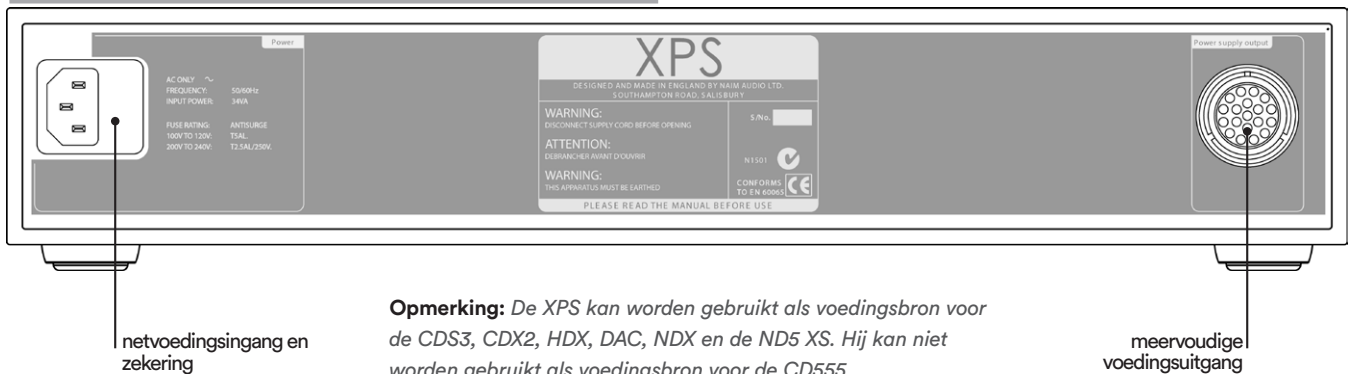 Power
AC ONLY ~
FREQUENCY: 50/60Hz
INPUT POWER: 34VA
FUSE RATING: ANTISURGE
100V TO 120V: T5AL.
200V TO 240V: T2.5AL/250V.
XPS
DESIGNED AND MADE IN ENGLAND BY NAIM AUDIO LTD.
SOUTHAMPTON ROAD, SALISBURY
WARNING:
DISCONNECT SUPPLY CORD BEFORE OPENING
ATTENTION:
DEBRANCHER AVANT D'OUVRIR
WARNING:
THIS APPARATUS MUST BE EARTHED
S/No.
N1501
CONFORMS
TO EN 60065
CE
PLEASE READ THE MANUAL BEFORE USE
Power supply output
netvoedingsingang en
zekering
Opmerking: De XPS kan worden gebruikt als voedingsbron voor
de CDS3, CDX2, HDX, DAC, NDX en de ND5 XS. Hij kan niet
worden gebruikt als voedingsbron voor de CD555
meervoudige
voedingsuitgang